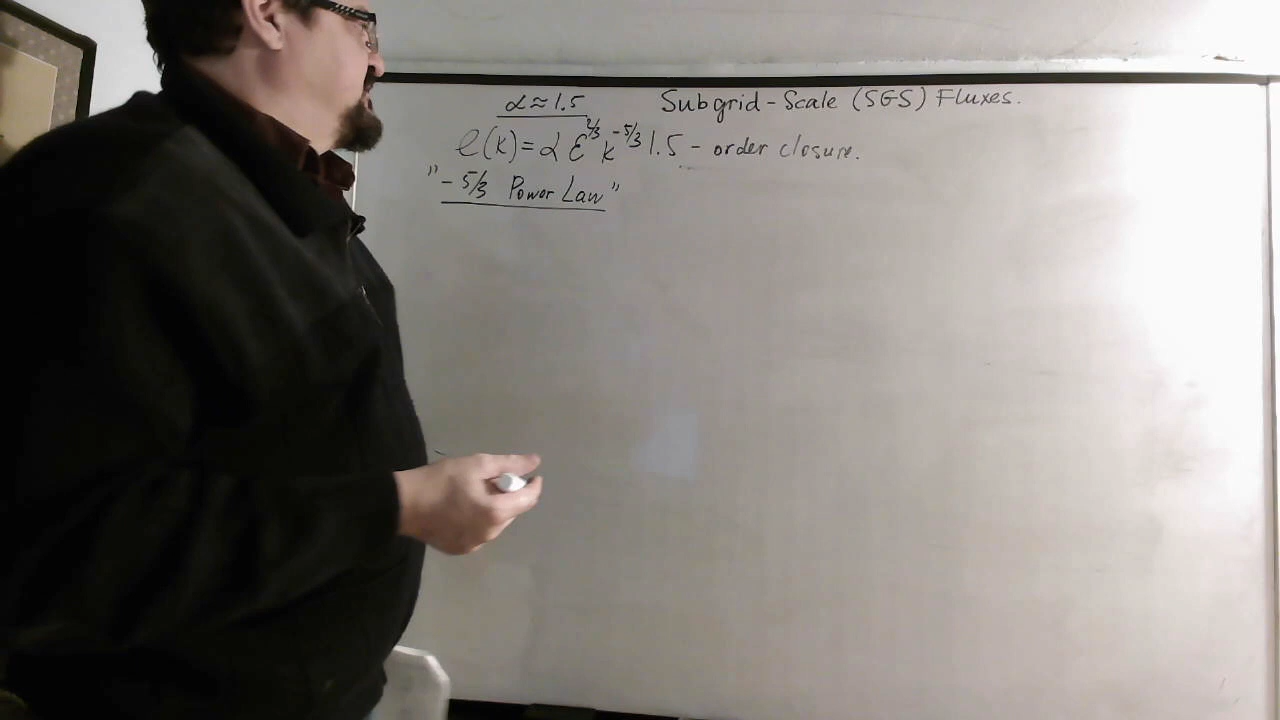 α ≈ 1.5
Subgrid-Scale (SGS) Fluxes.
e(k) = α ε^2/3 k^-5/3
1.5 - order closure.
"- 5/3 Power Law"